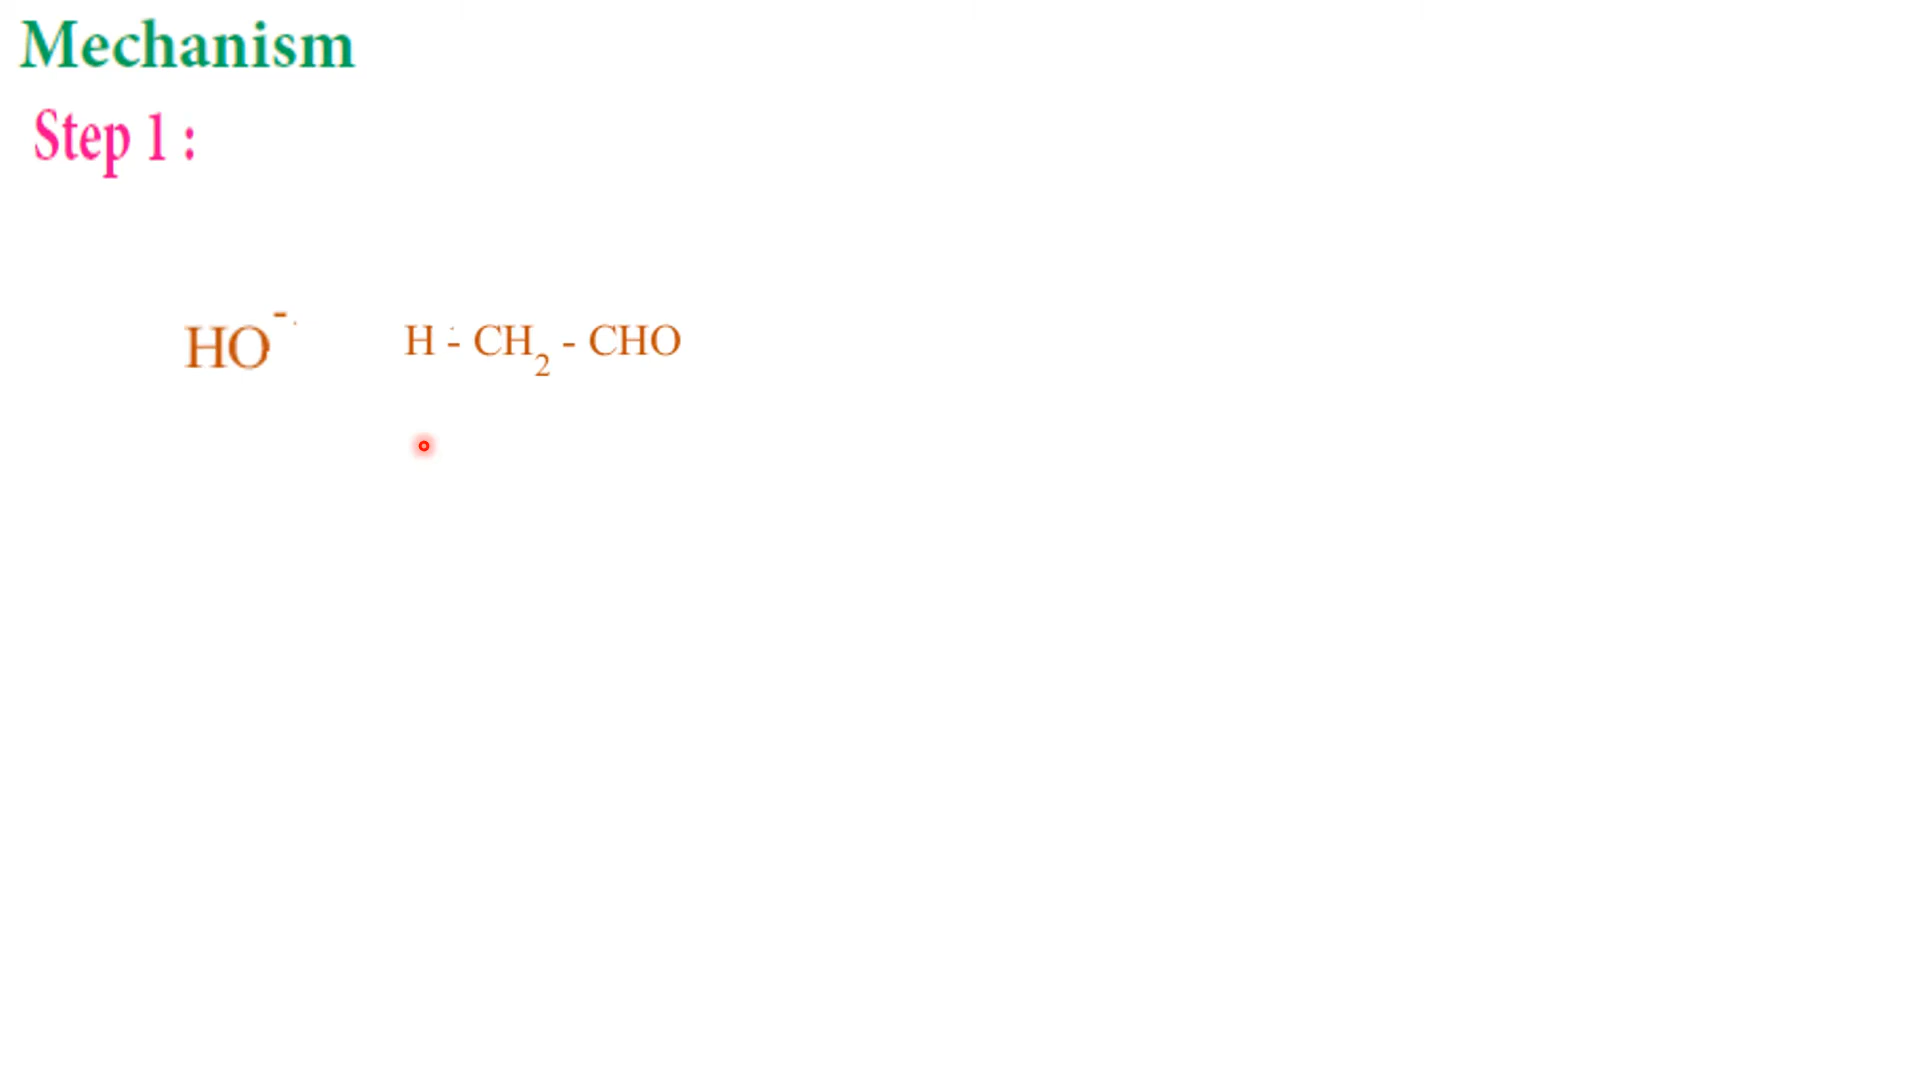 Mechanism
Step 1 :
HO⁻ H - CH₂ - CHO